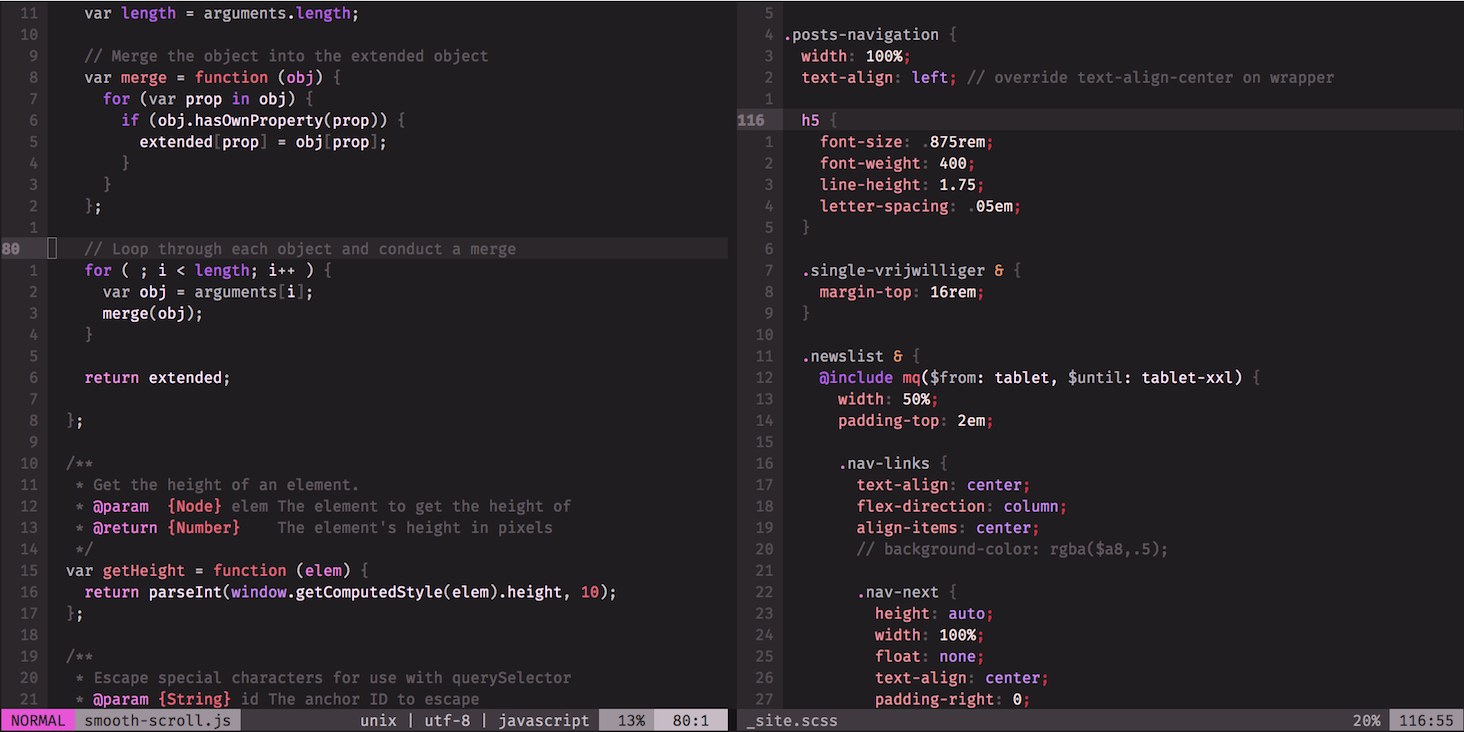 11 var length = arguments.length;
10
9 // Merge the object into the extended object
8 var merge = function (obj) {
7 for (var prop in obj) {
6 if (obj.hasOwnProperty(prop)) {
5 extended[prop] = obj[prop];
4 }
3 }
2 };
1
80 // Loop through each object and conduct a merge
1 for ( ; i < length; i++ ) {
2 var obj = arguments[i];
3 merge(obj);
4 }
5
6 return extended;
7
8 };
9
10 /**
11 * Get the height of an element.
12 * @param {Node} elem The element to get the height of
13 * @return {Number} The element's height in pixels
14 */
15 var getHeight = function (elem) {
16 return parseInt(window.getComputedStyle(elem).height, 10);
17 };
18
19 /**
20 * Escape special characters for use with querySelector
21 * @param {String} id The anchor ID to escape
NORMAL smooth-scroll.js unix | utf-8 | javascript 13% 80:1
5
4 .posts-navigation {
3 width: 100%;
2 text-align: left; // override text-align-center on wrapper
1
116 h5 {
1 font-size: .875rem;
2 font-weight: 400;
3 line-height: 1.75;
4 letter-spacing: .05em;
5 }
6
7 .single-vrijwilliger & {
8 margin-top: 16rem;
9 }
10
11 .newslist & {
12 @include mq($from: tablet, $until: tablet-xxl) {
13 width: 50%;
14 padding-top: 2em;
15
16 .nav-links {
17 text-align: center;
18 flex-direction: column;
19 align-items: center;
20 // background-color: rgba($a8,.5);
21
22 .nav-next {
23 height: auto;
24 width: 100%;
25 float: none;
26 text-align: center;
27 padding-right: 0;
_site.scss 20% 116:55